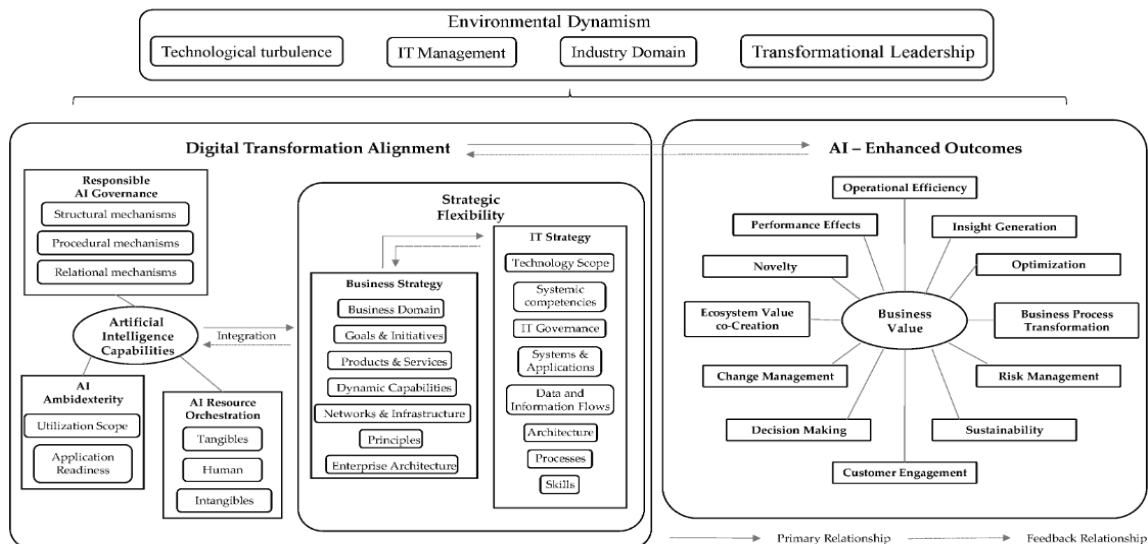 Environmental Dynamism
Technological turbulence
IT Management
Industry Domain
Transformational Leadership
Digital Transformation Alignment
Responsible
AI Governance
Structural mechanisms
Procedural mechanisms
Relational mechanisms
Artificial
Intelligence
Capabilities
Integration
AI
Ambidexterity
Utilization Scope
Application
Readiness
AI Resource
Orchestration
Tangibles
Human
Intangibles
Strategic
Flexibility
Business Strategy
Business Domain
Goals & Initiatives
Products & Services
Dynamic Capabilities
Networks & Infrastructure
Principles
Enterprise Architecture
IT Strategy
Technology Scope
Systemic
competencies
IT Governance
Systems &
Applications
Data and
Information Flows
Architecture
Processes
Skills
AI – Enhanced Outcomes
Operational Efficiency
Performance Effects
Insight Generation
Novelty
Optimization
Ecosystem Value
co-Creation
Business
Value
Business Process
Transformation
Change Management
Risk Management
Decision Making
Sustainability
Customer Engagement
Primary Relationship
Feedback Relationship